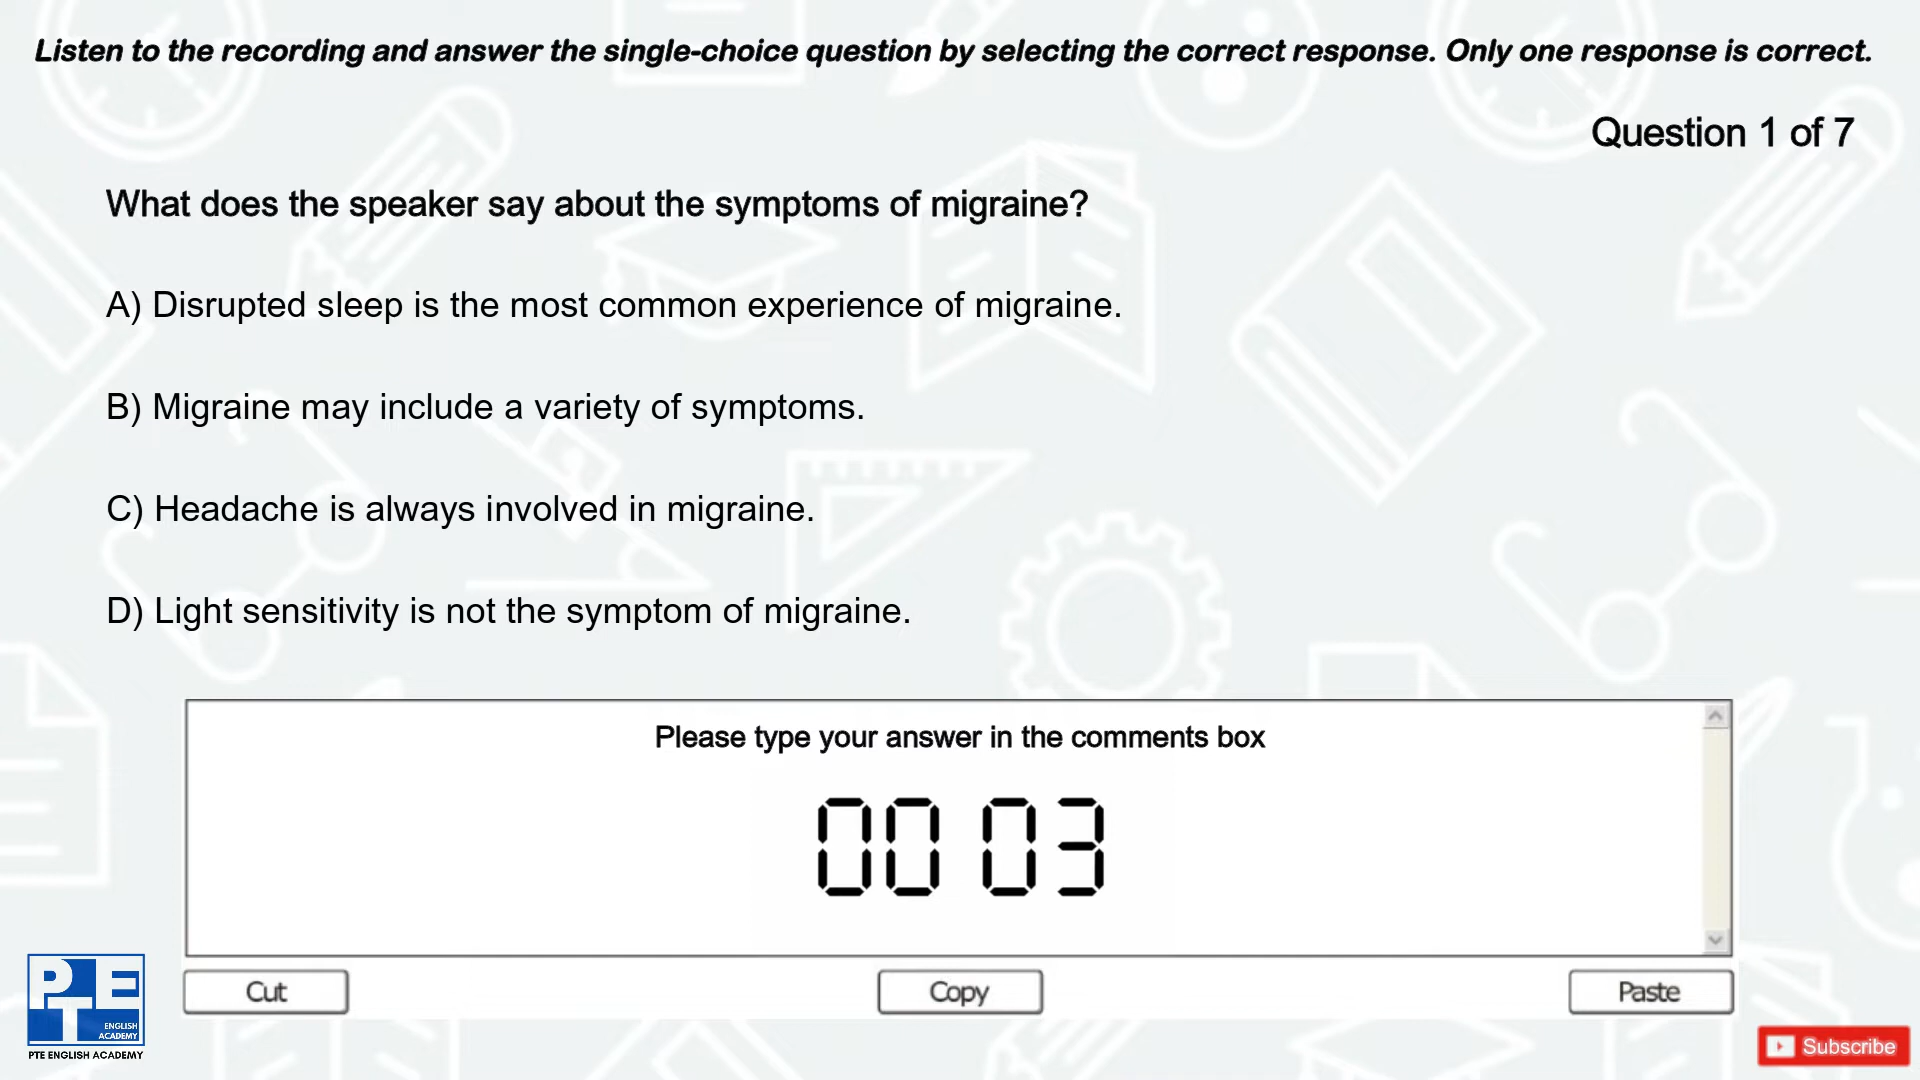 Listen to the recording and answer the single-choice question by selecting the correct response. Only one response is correct.
Question 1 of 7
What does the speaker say about the symptoms of migraine?
A) Disrupted sleep is the most common experience of migraine.
B) Migraine may include a variety of symptoms.
C) Headache is always involved in migraine.
D) Light sensitivity is not the symptom of migraine.
Please type your answer in the comments box
00 03
Cut
Copy
Paste
PTE
ENGLISH
ACADEMY
PTE ENGLISH ACADEMY
Subscribe